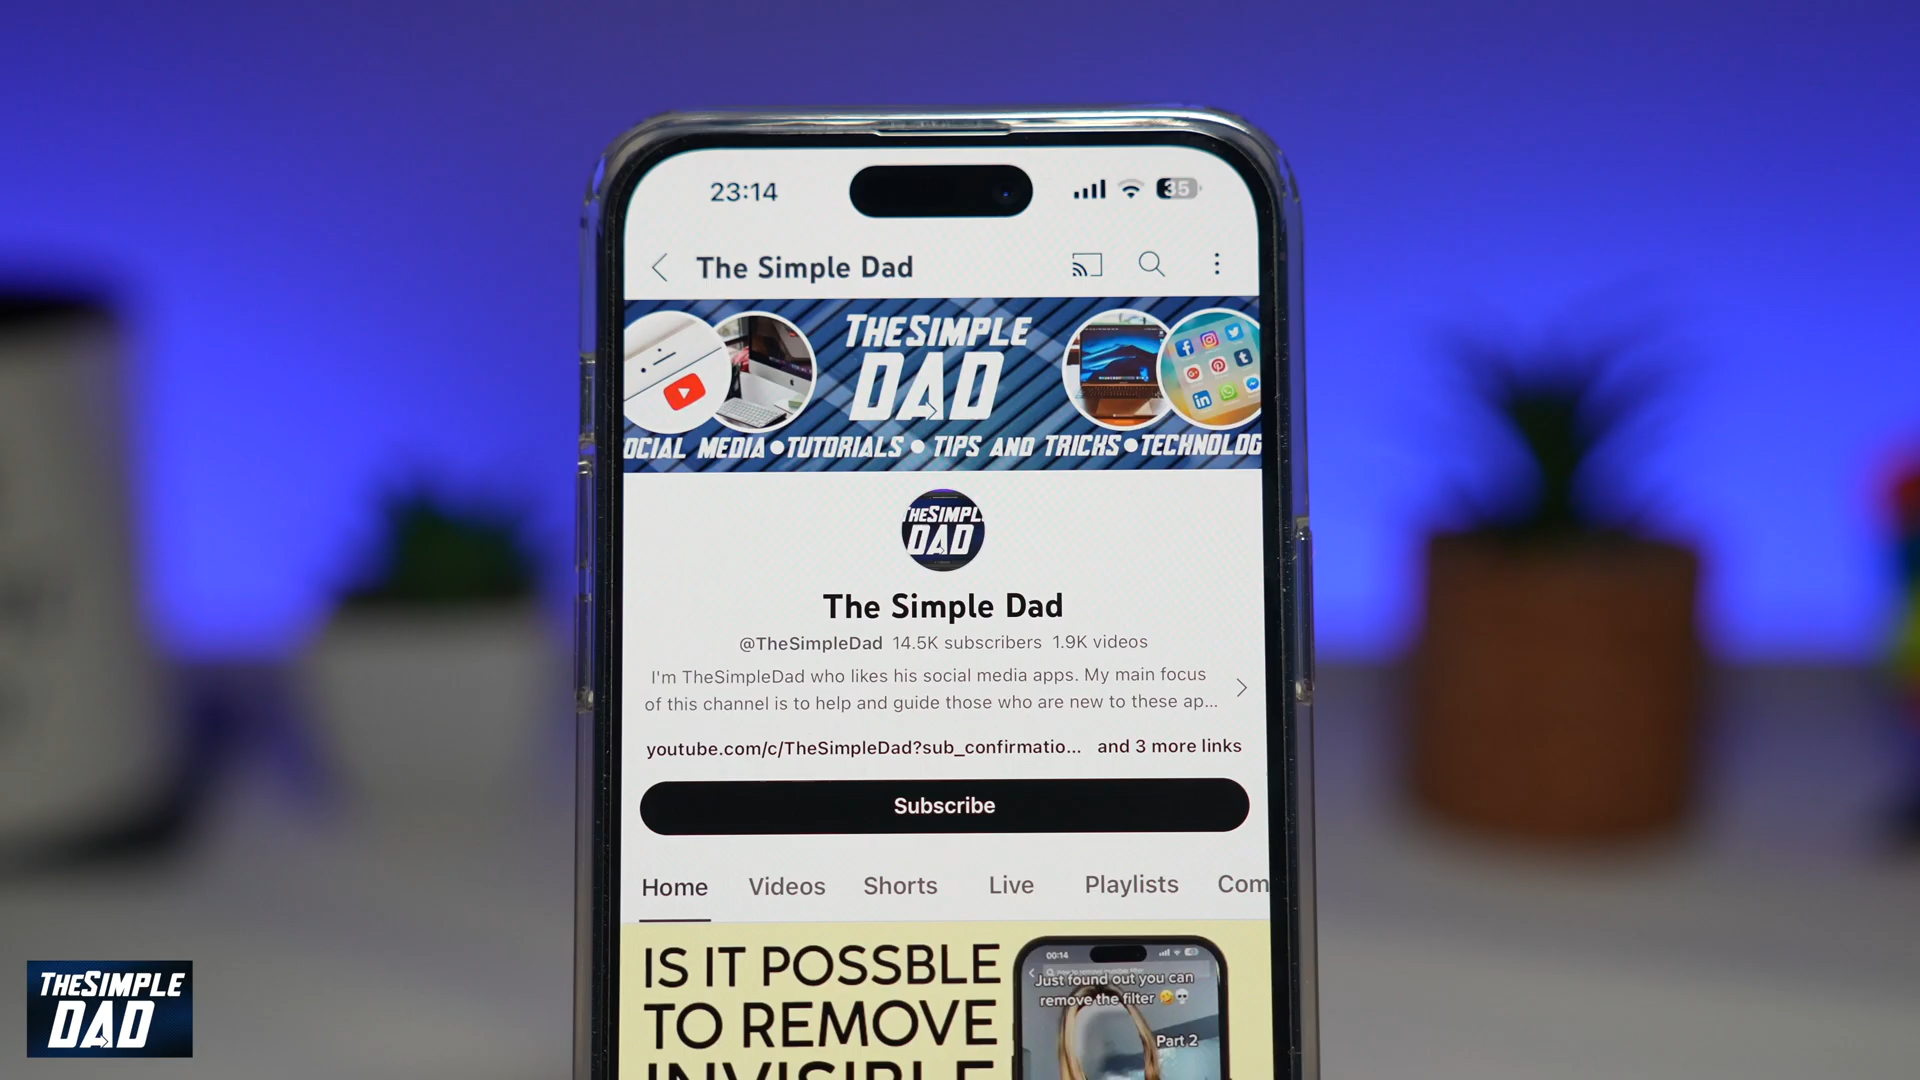 23:14
35
The Simple Dad
THESIMPLE
DAD
OCIAL MEDIA • TUTORIALS • TIPS AND TRICKS • TECHNOLOG
HESIMPL
DAD
The Simple Dad
@TheSimpleDad 14.5K subscribers 1.9K videos
I'm TheSimpleDad who likes his social media apps. My main focus
of this channel is to help and guide those who are new to these ap...
youtube.com/c/TheSimpleDad?sub_confirmatio... and 3 more links
Subscribe
Home Videos Shorts Live Playlists Com
IS IT POSSBLE
TO REMOVE
INVISIBLE
00:14
Just found out you can
remove the filter 🤣💀
Part 2
THESIMPLE
DAD